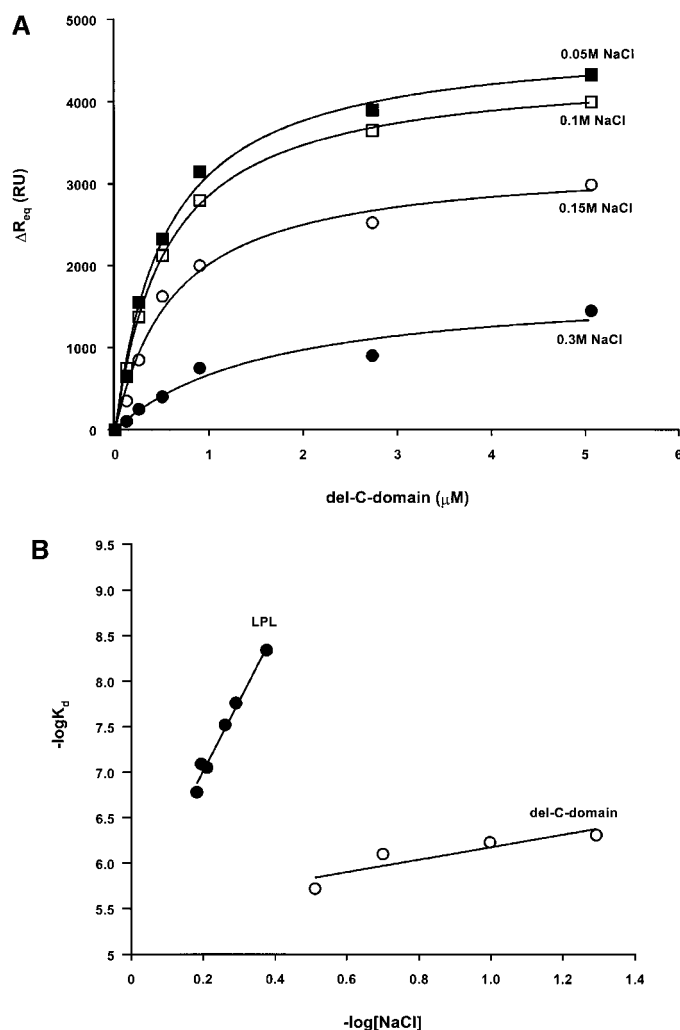 A
5000
4000
3000
2000
1000
0
ΔReq (RU)
0.05M NaCl
0.1M NaCl
0.15M NaCl
0.3M NaCl
0 1 2 3 4 5 6
del-C-domain (μM)
B
9.5
9.0
8.5
8.0
7.5
7.0
6.5
6.0
5.5
5
-logKd
LPL
del-C-domain
0 0.2 0.4 0.6 0.8 1.0 1.2 1.4
-log[NaCl]